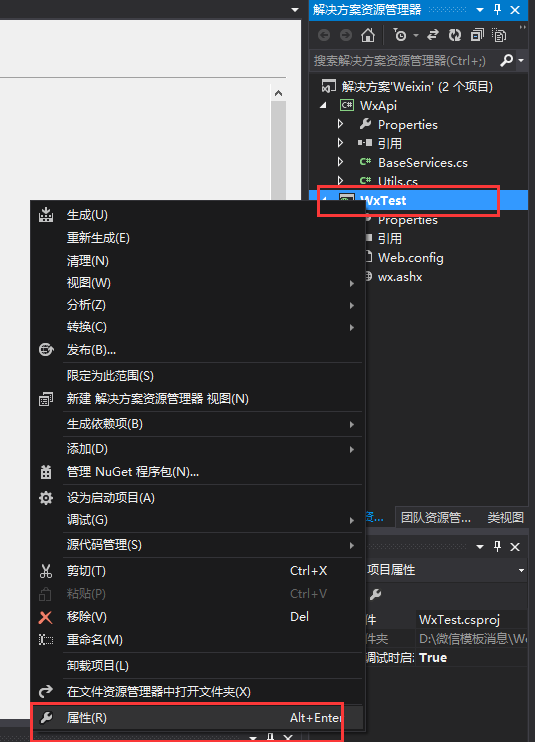 解决方案资源管理器
搜索解决方案资源管理器(Ctrl+;)
解决方案'Weixin' (2 个项目)
WxApi
Properties
引用
BaseServices.cs
Utils.cs
WxTest
Properties
引用
Web.config
wx.ashx
生成(U)
重新生成(E)
清理(N)
视图(W)
分析(Z)
转换(C)
发布(B)...
限定为此范围(S)
新建 解决方案资源管理器 视图(N)
生成依赖项(B)
添加(D)
管理 NuGet 程序包(N)...
设为启动项目(A)
调试(G)
源代码管理(S)
剪切(T) Ctrl+X
粘贴(P) Ctrl+V
移除(V) Del
重命名(M)
卸载项目(L)
在文件资源管理器中打开文件夹(X)
属性(R) Alt+Enter
资... 团队资源管... 类视图
项目属性
件 WxTest.csproj
件夹 D:\微信模板消息\We
调试时启 True